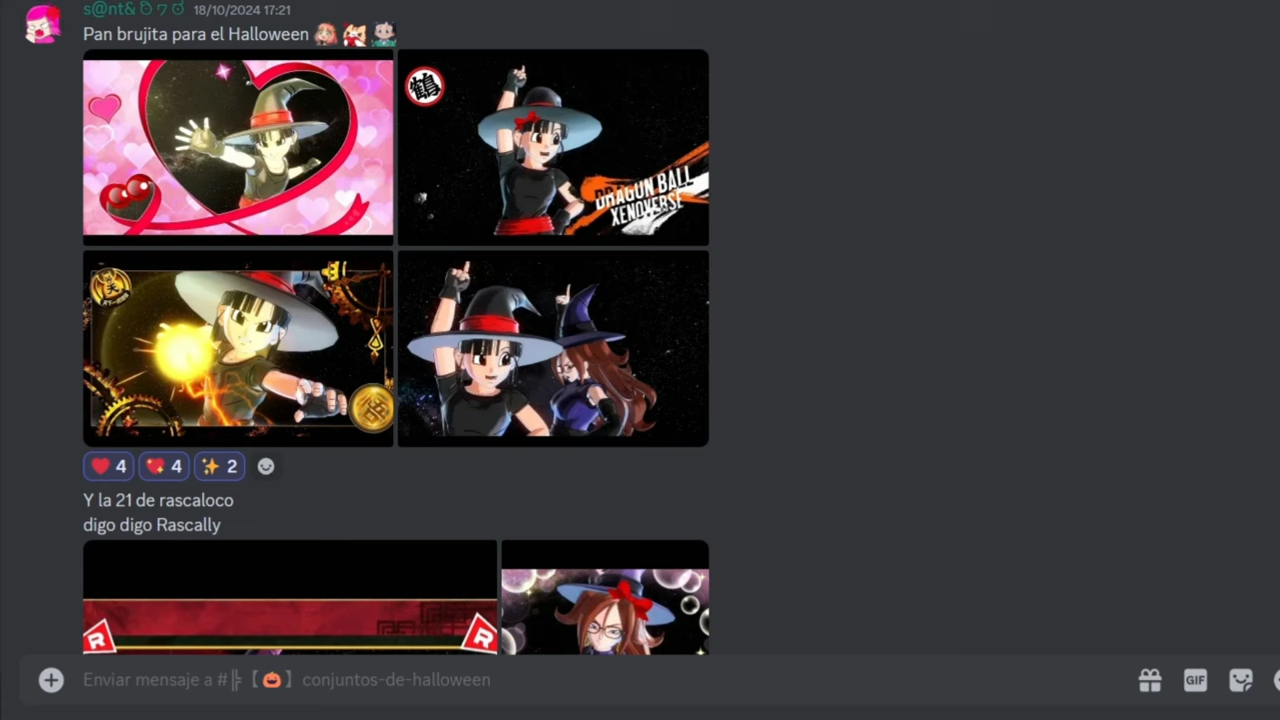 s@nt& 18/10/2024 17:21
Pan brujita para el Halloween
鶴
DRAGON BALL
XENOVERSE
天
4 4 2
Y la 21 de rascaloco
digo digo Rascally
R R
Enviar mensaje a #╠【🎃】conjuntos-de-halloween
GIF